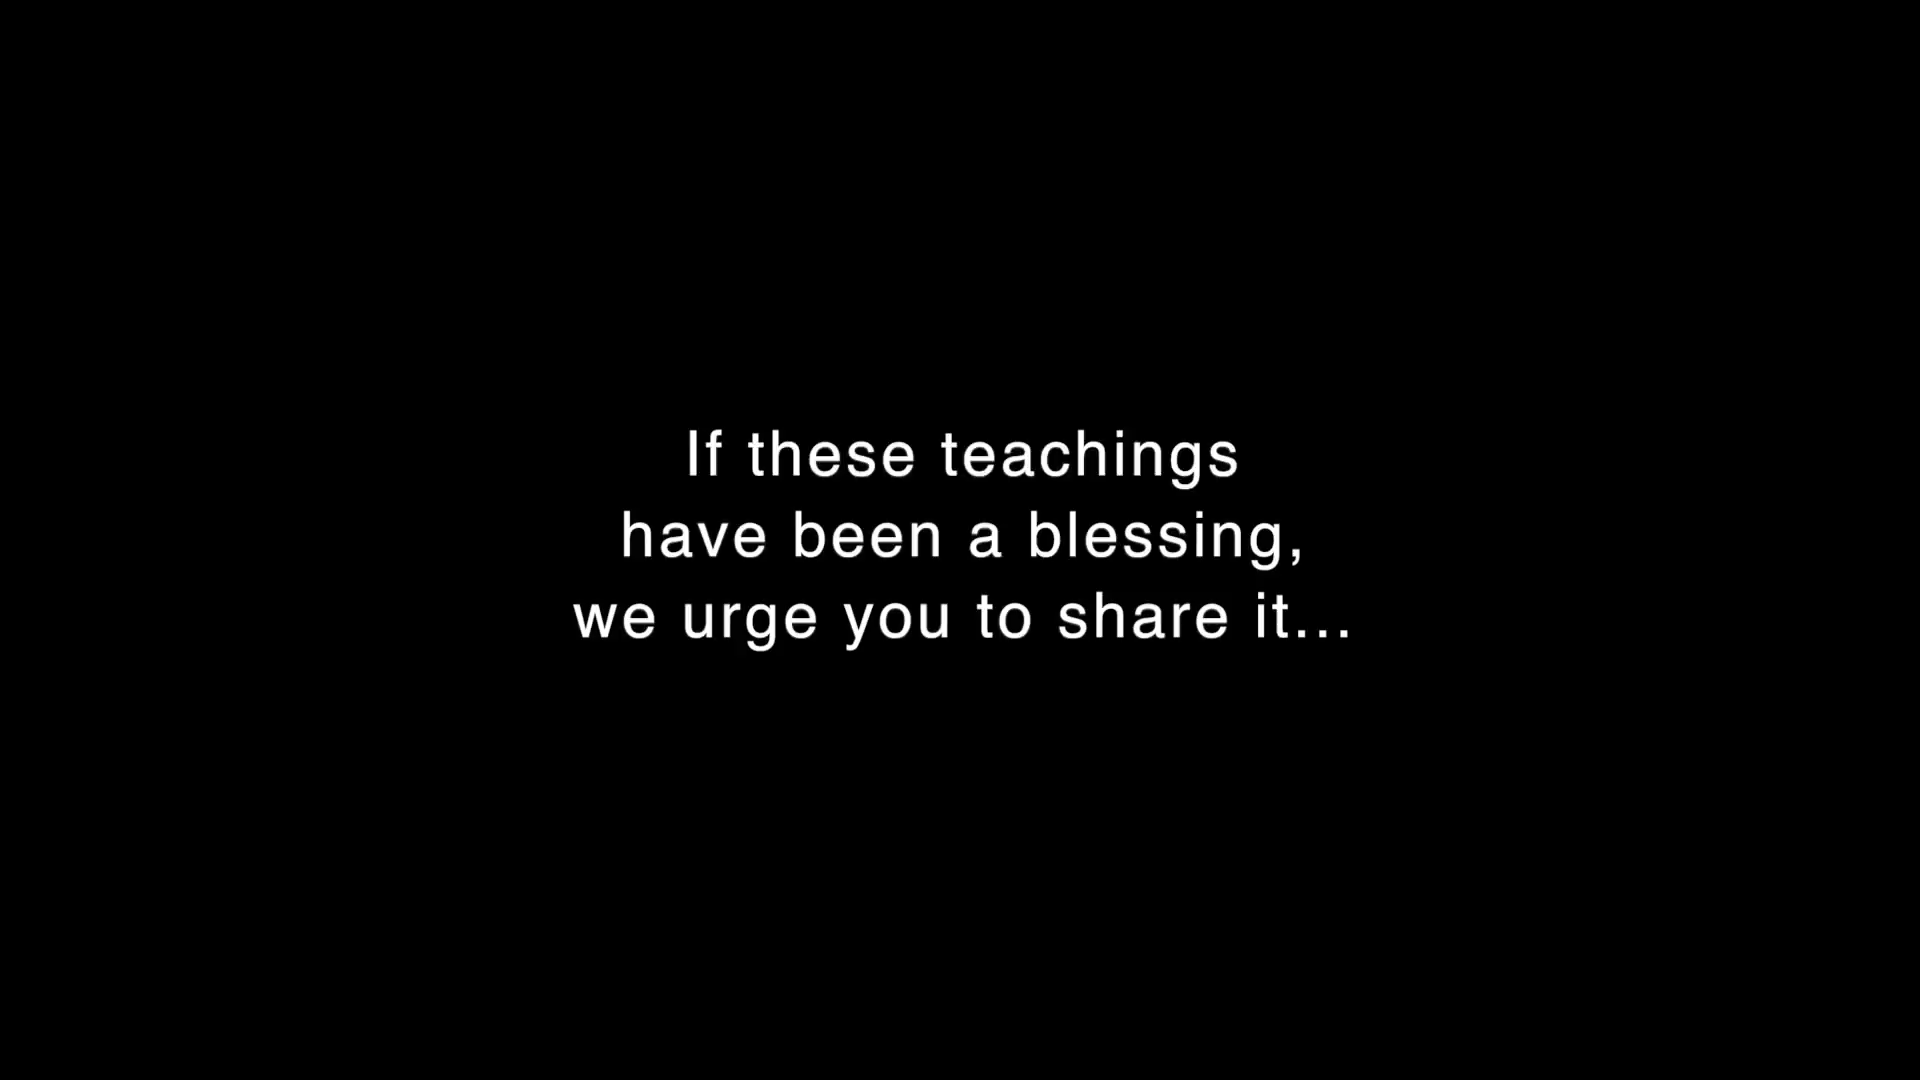 If these teachings
have been a blessing,
we urge you to share it...